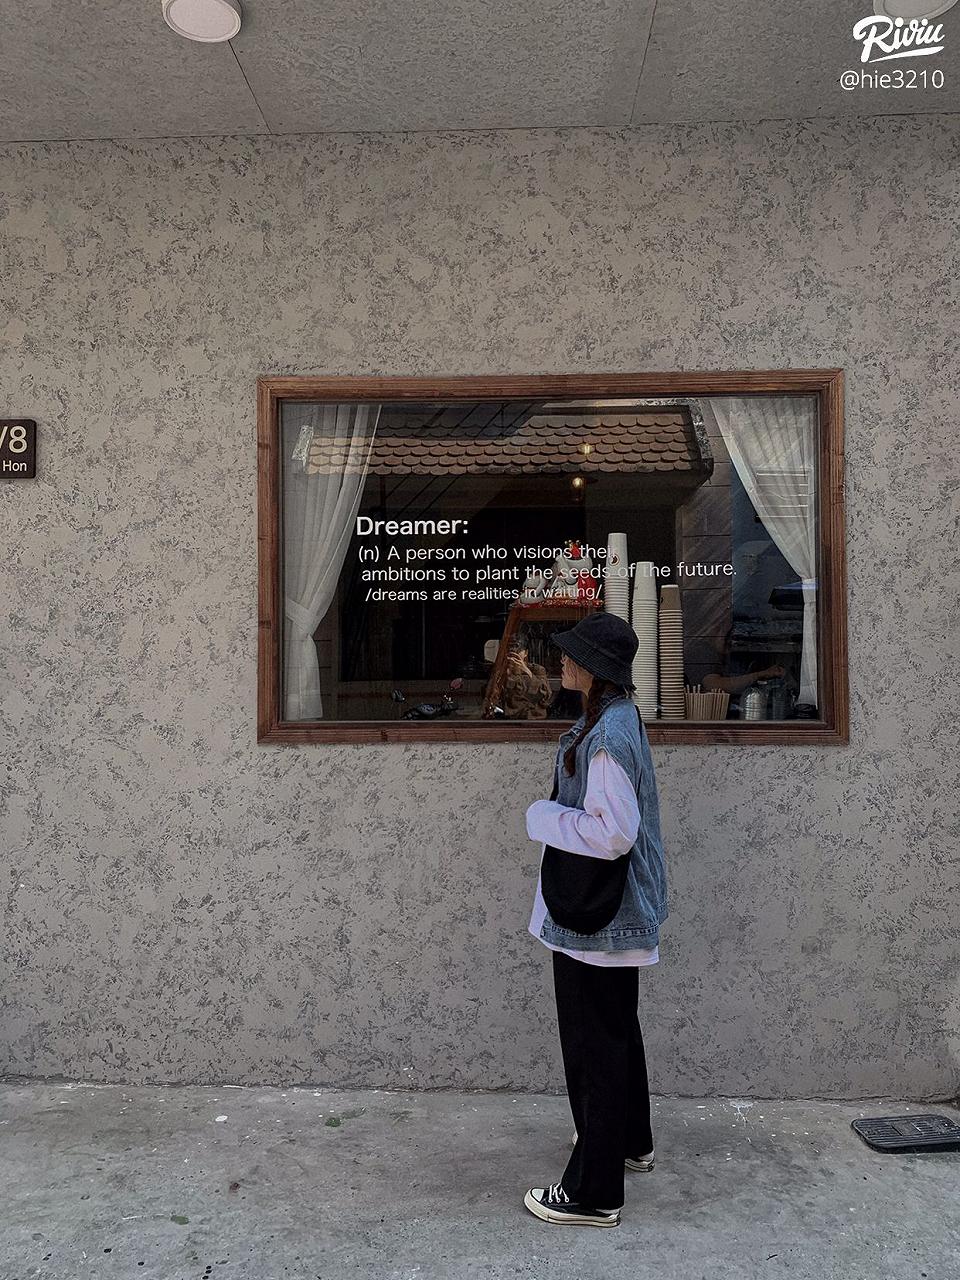 Riviu
@hie3210
/8
Hon
Dreamer:
(n) A person who visions their
ambitions to plant the seeds of the future.
/dreams are realities in waiting/